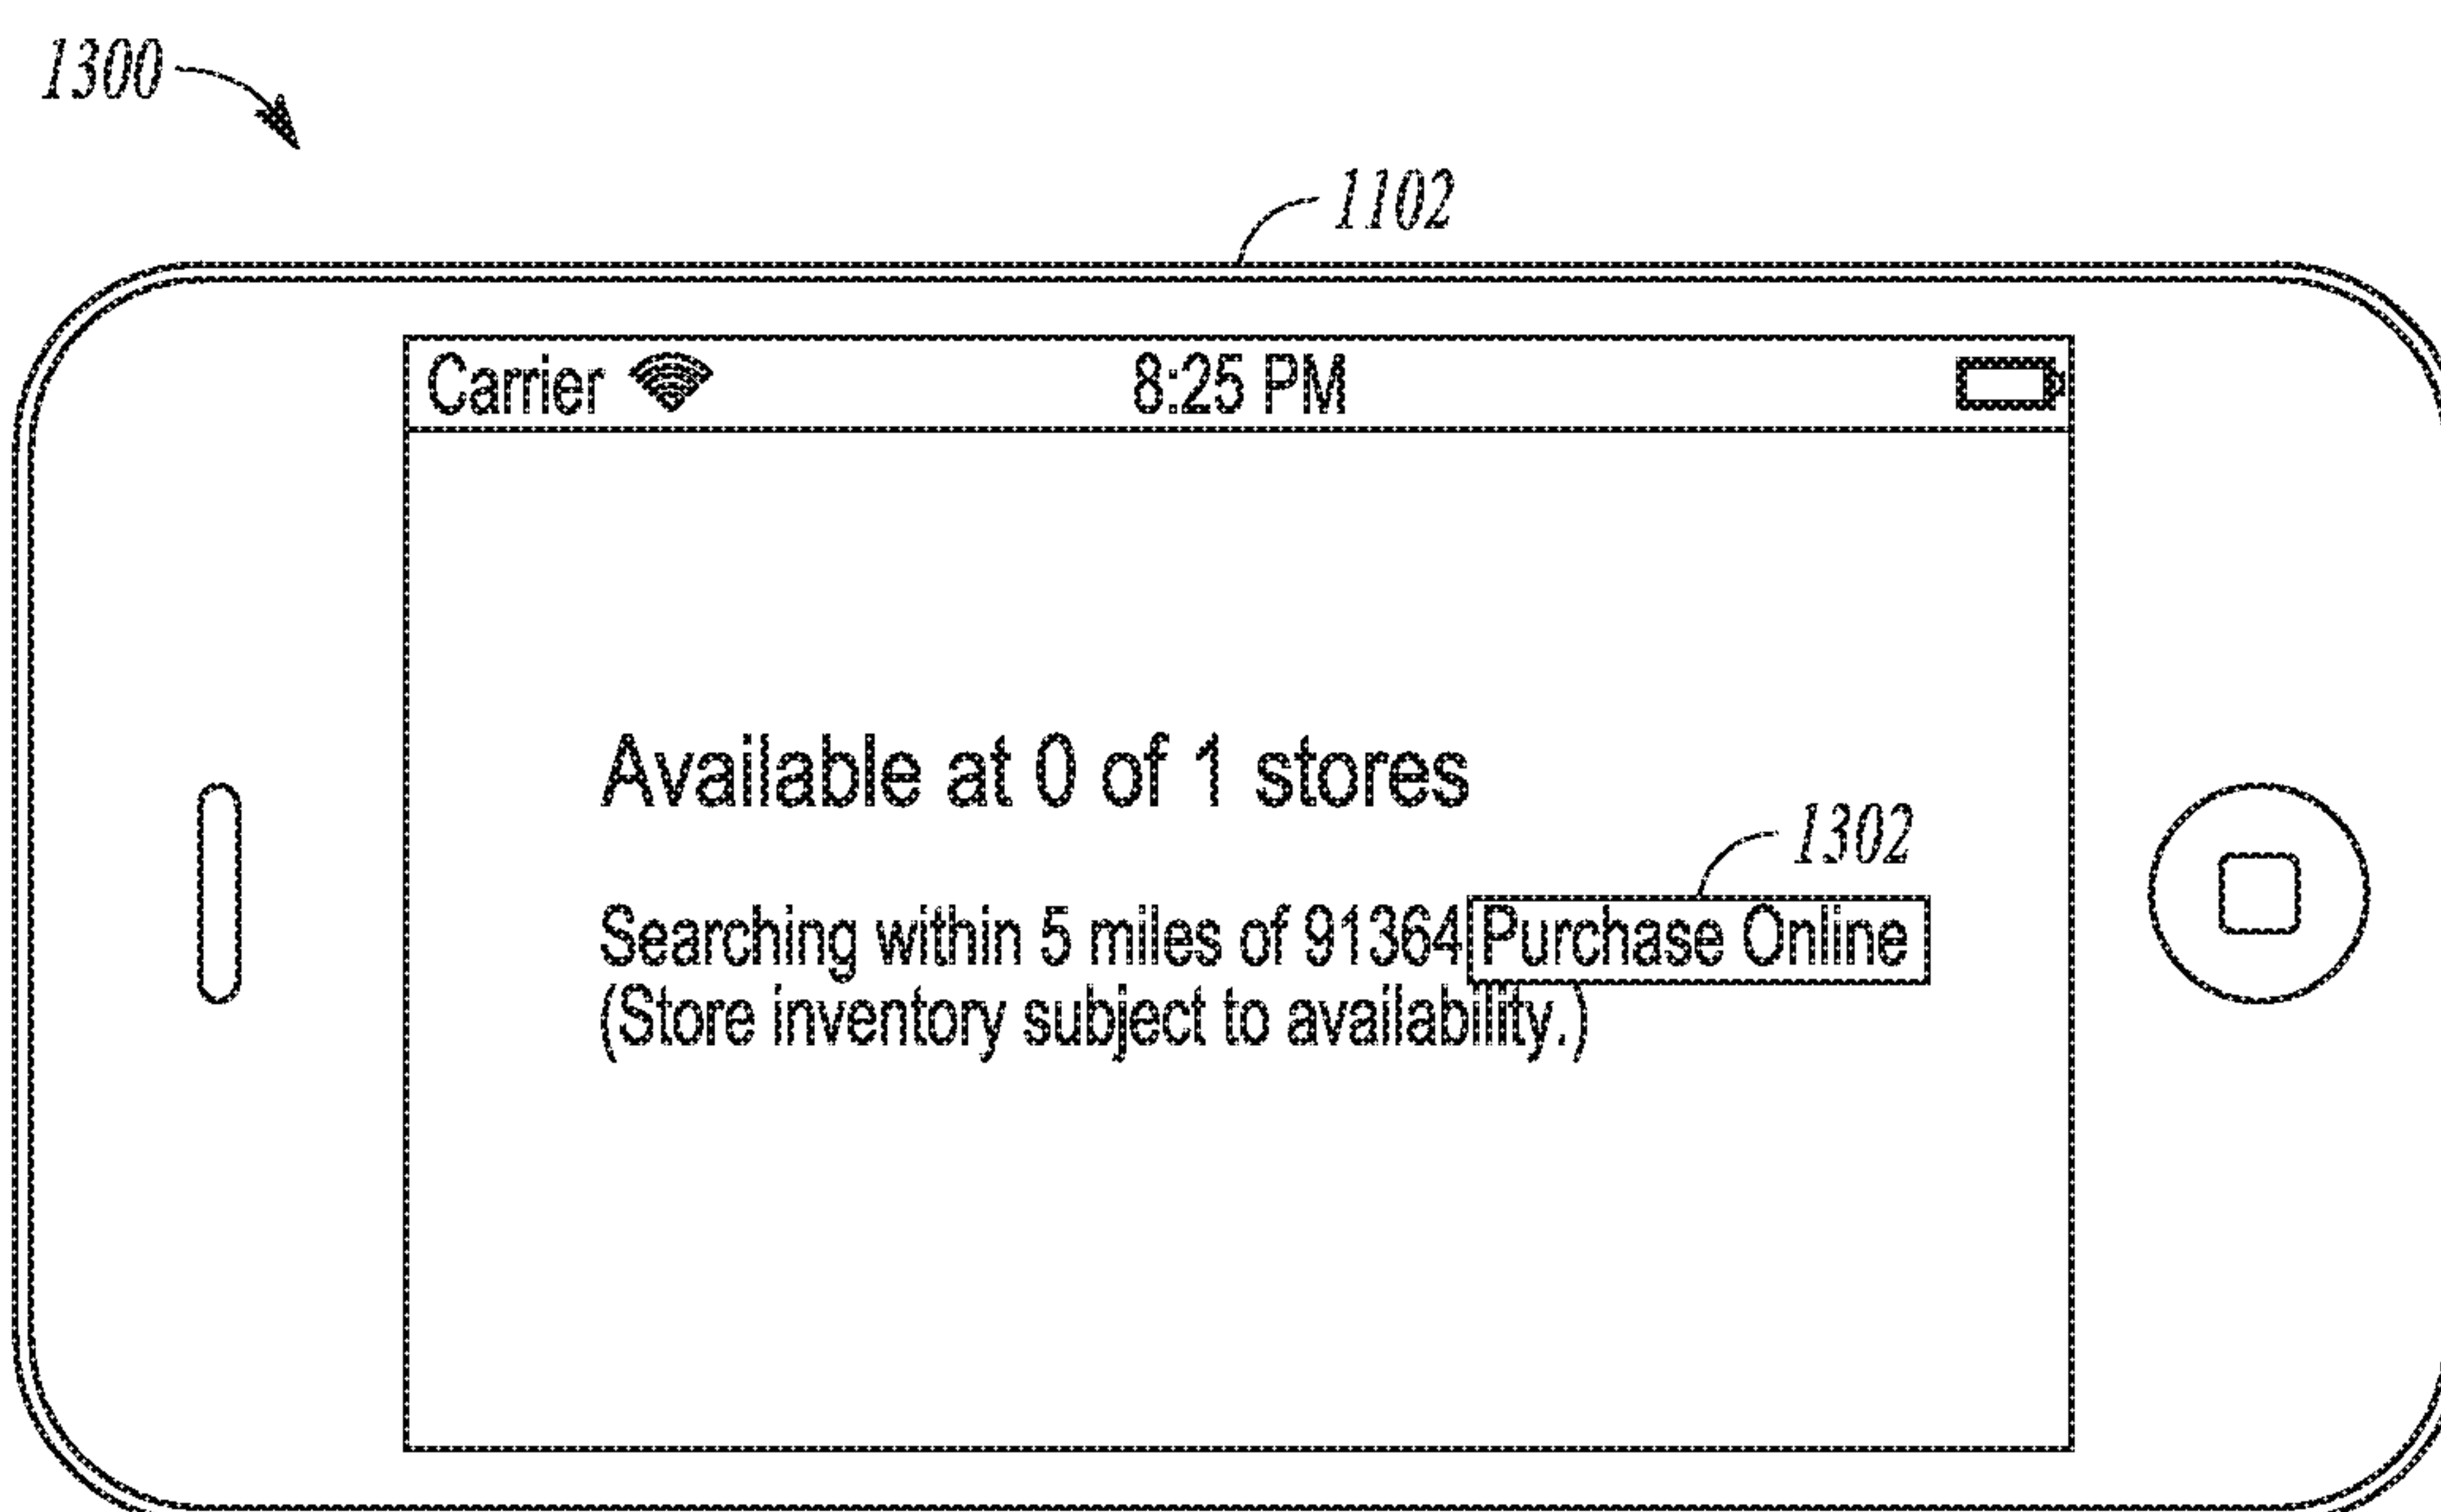 1300
1102
Carrier 8:25 PM
Available at 0 of 1 stores
1302
Searching within 5 miles of 91364 Purchase Online
(Store inventory subject to availability.)